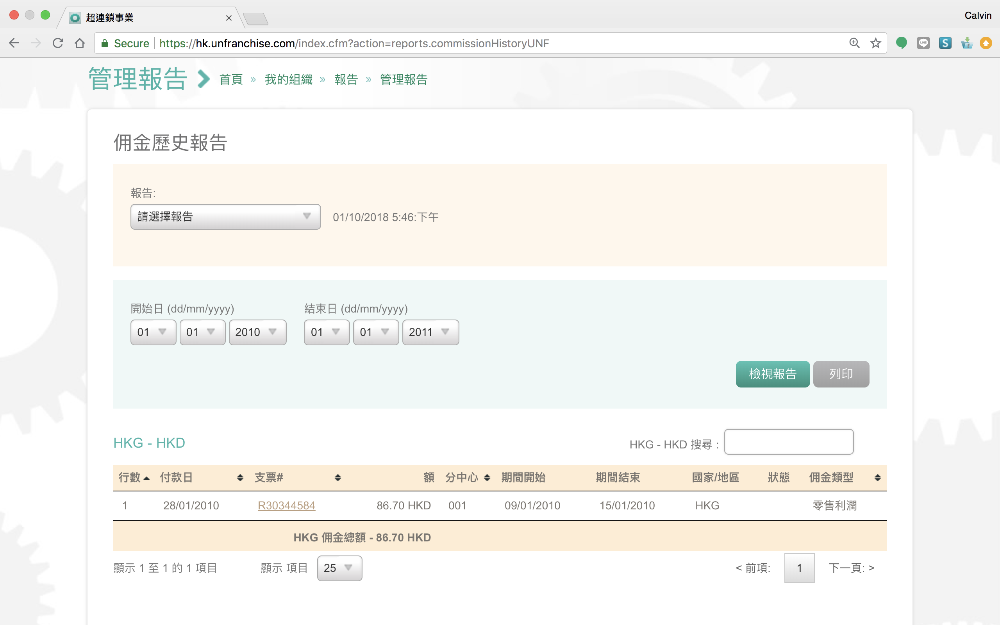 超連鎖事業
Calvin
Secure https://hk.unfranchise.com/index.cfm?action=reports.commissionHistoryUNF
LINE S t
管理報告 首頁 » 我的組織 » 報告 » 管理報告
佣金歷史報告
報告:
請選擇報告 01/10/2018 5:46:下午
開始日 (dd/mm/yyyy) 結束日 (dd/mm/yyyy)
01 01 2010 01 01 2011
檢視報告 列印
HKG - HKD HKG - HKD 搜尋 :
行數 付款日 支票# 額 分中心 期間開始 期間結束 國家/地區 狀態 佣金類型
1 28/01/2010 R30344584 86.70 HKD 001 09/01/2010 15/01/2010 HKG 零售利潤
HKG 佣金總額 - 86.70 HKD
顯示 1 至 1 的 1 項目 顯示 項目 25 < 前項: 1 下一頁: >